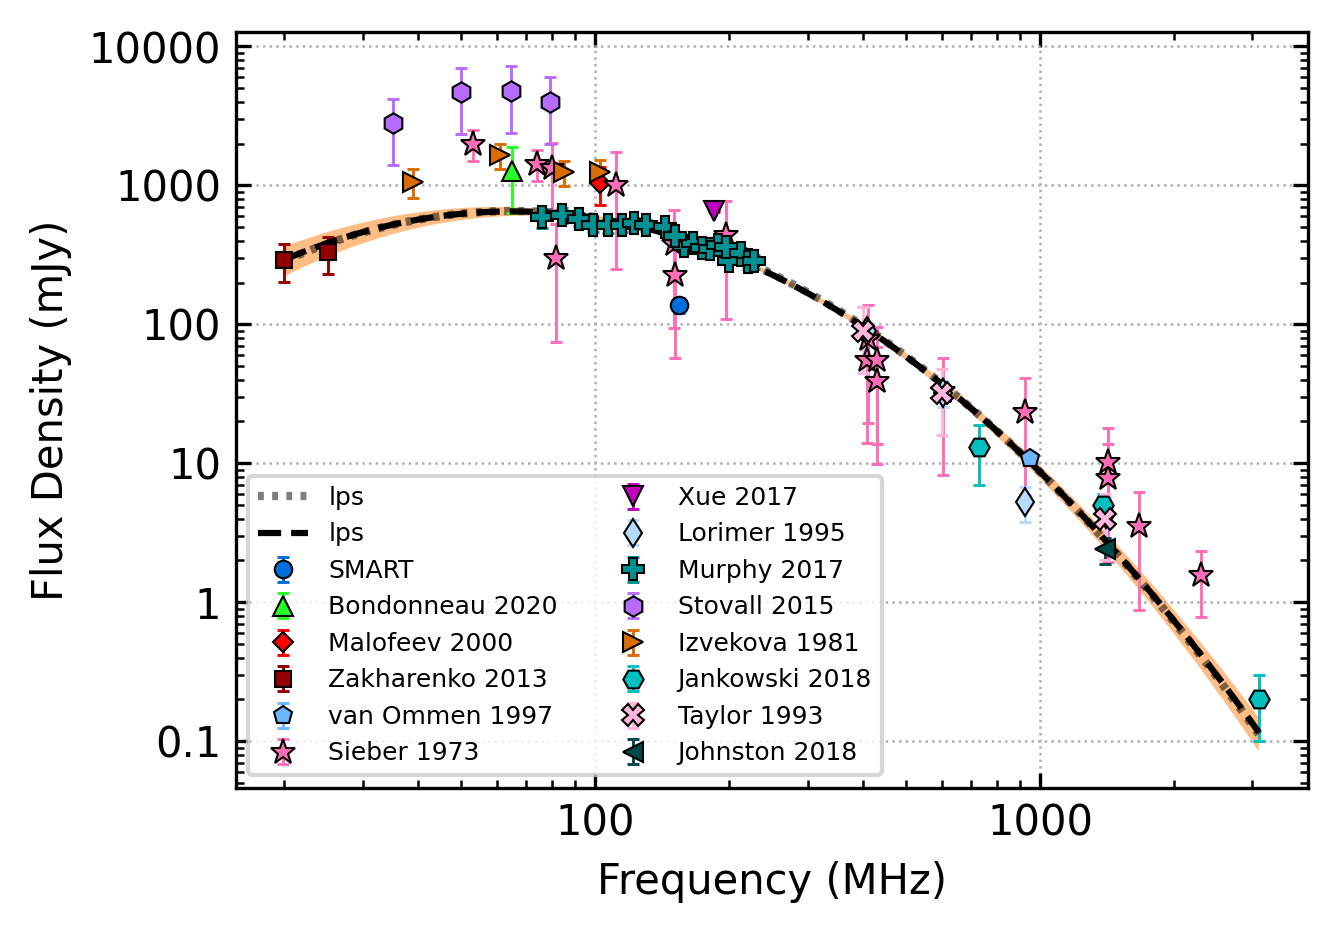 10000
1000
100
10
1
0.1
Flux Density (mJy)
lps
lps
SMART
Bondonneau 2020
Malofeev 2000
Zakharenko 2013
van Ommen 1997
Sieber 1973
Xue 2017
Lorimer 1995
Murphy 2017
Stovall 2015
Izvekova 1981
Jankowski 2018
Taylor 1993
Johnston 2018
100
1000
Frequency (MHz)